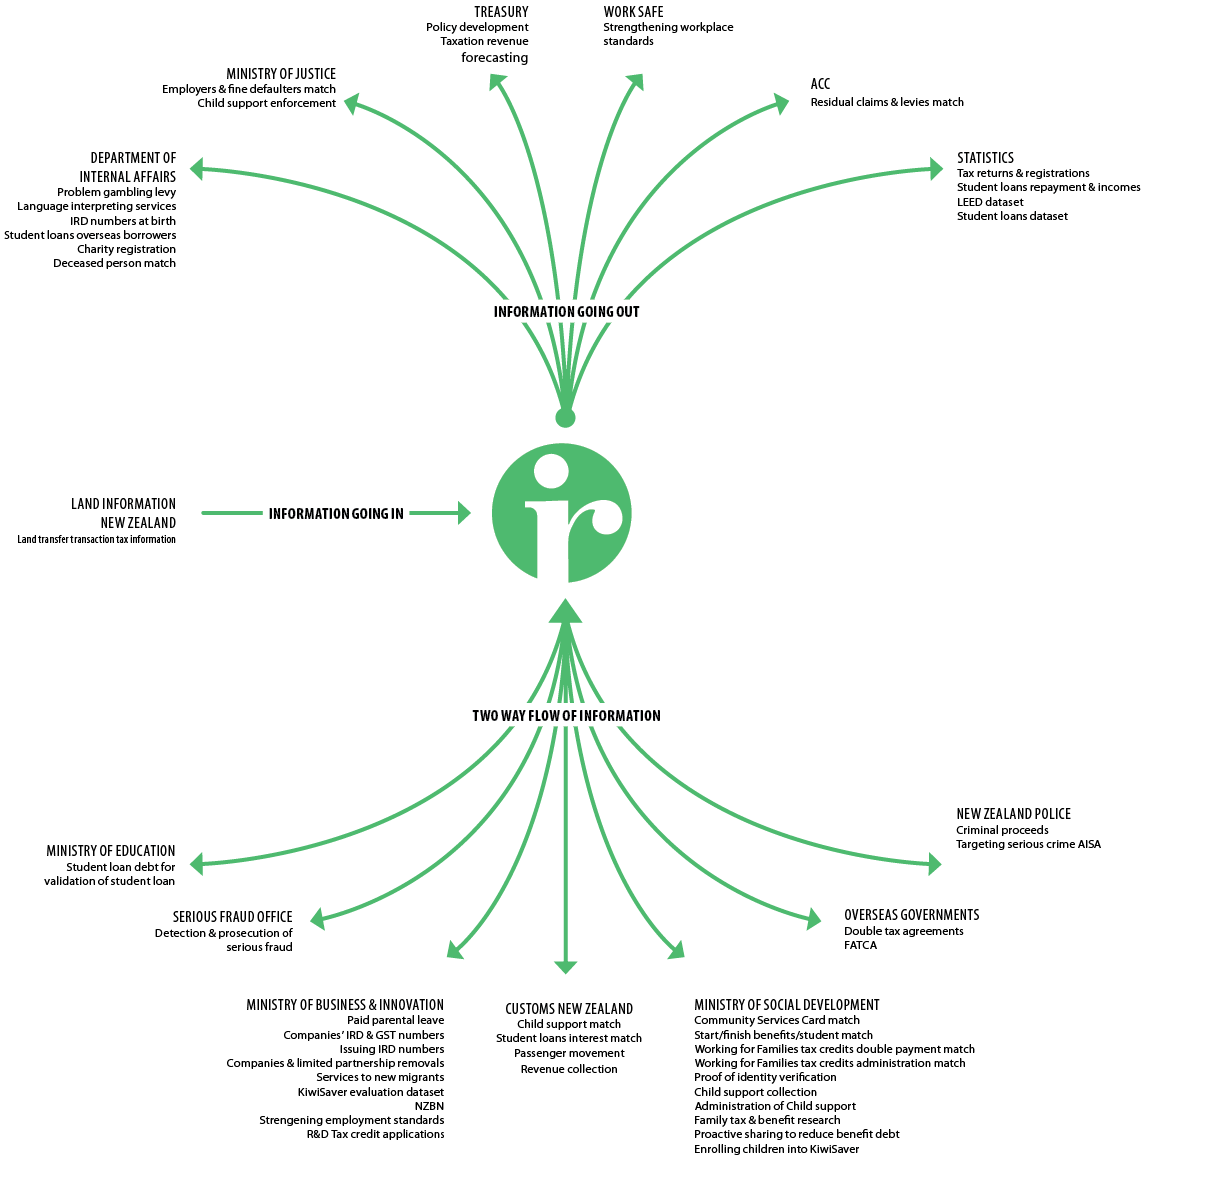 TREASURY
Policy development
Taxation revenue
forecasting
WORK SAFE
Strengthening workplace
standards
MINISTRY OF JUSTICE
Employers & fine defaulters match
Child support enforcement
ACC
Residual claims & levies match
DEPARTMENT OF
INTERNAL AFFAIRS
Problem gambling levy
Language interpreting services
IRD numbers at birth
Student loans overseas borrowers
Charity registration
Deceased person match
STATISTICS
Tax returns & registrations
Student loans repayment & incomes
LEED dataset
Student loans dataset
INFORMATION GOING OUT
LAND INFORMATION
NEW ZEALAND
Land transfer transaction tax information
INFORMATION GOING IN
ir
TWO WAY FLOW OF INFORMATION
MINISTRY OF EDUCATION
Student loan debt for
validation of student loan
SERIOUS FRAUD OFFICE
Detection & prosecution of
serious fraud
MINISTRY OF BUSINESS & INNOVATION
Paid parental leave
Companies' IRD & GST numbers
Issuing IRD numbers
Companies & limited partnership removals
Services to new migrants
KiwiSaver evaluation dataset
NZBN
Strengening employment standards
R&D Tax credit applications
CUSTOMS NEW ZEALAND
Child support match
Student loans interest match
Passenger movement
Revenue collection
MINISTRY OF SOCIAL DEVELOPMENT
Community Services Card match
Start/finish benefits/student match
Working for Families tax credits double payment match
Working for Families tax credits administration match
Proof of identity verification
Child support collection
Administration of Child support
Family tax & benefit research
Proactive sharing to reduce benefit debt
Enrolling children into KiwiSaver
OVERSEAS GOVERNMENTS
Double tax agreements
FATCA
NEW ZEALAND POLICE
Criminal proceeds
Targeting serious crime AISA